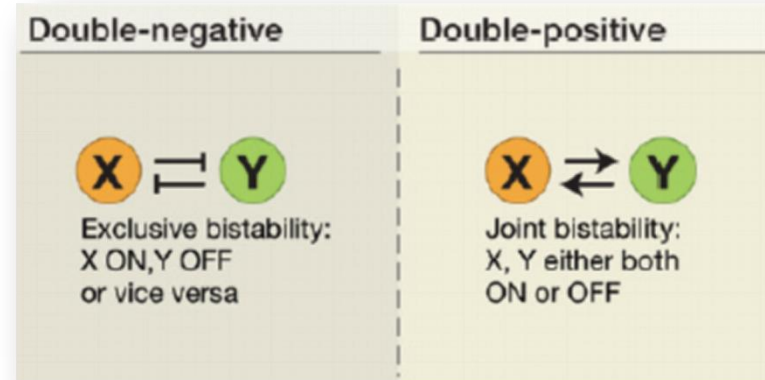 Double-negative
X Y
Exclusive bistability:
X ON,Y OFF
or vice versa
Double-positive
X Y
Joint bistability:
X, Y either both
ON or OFF